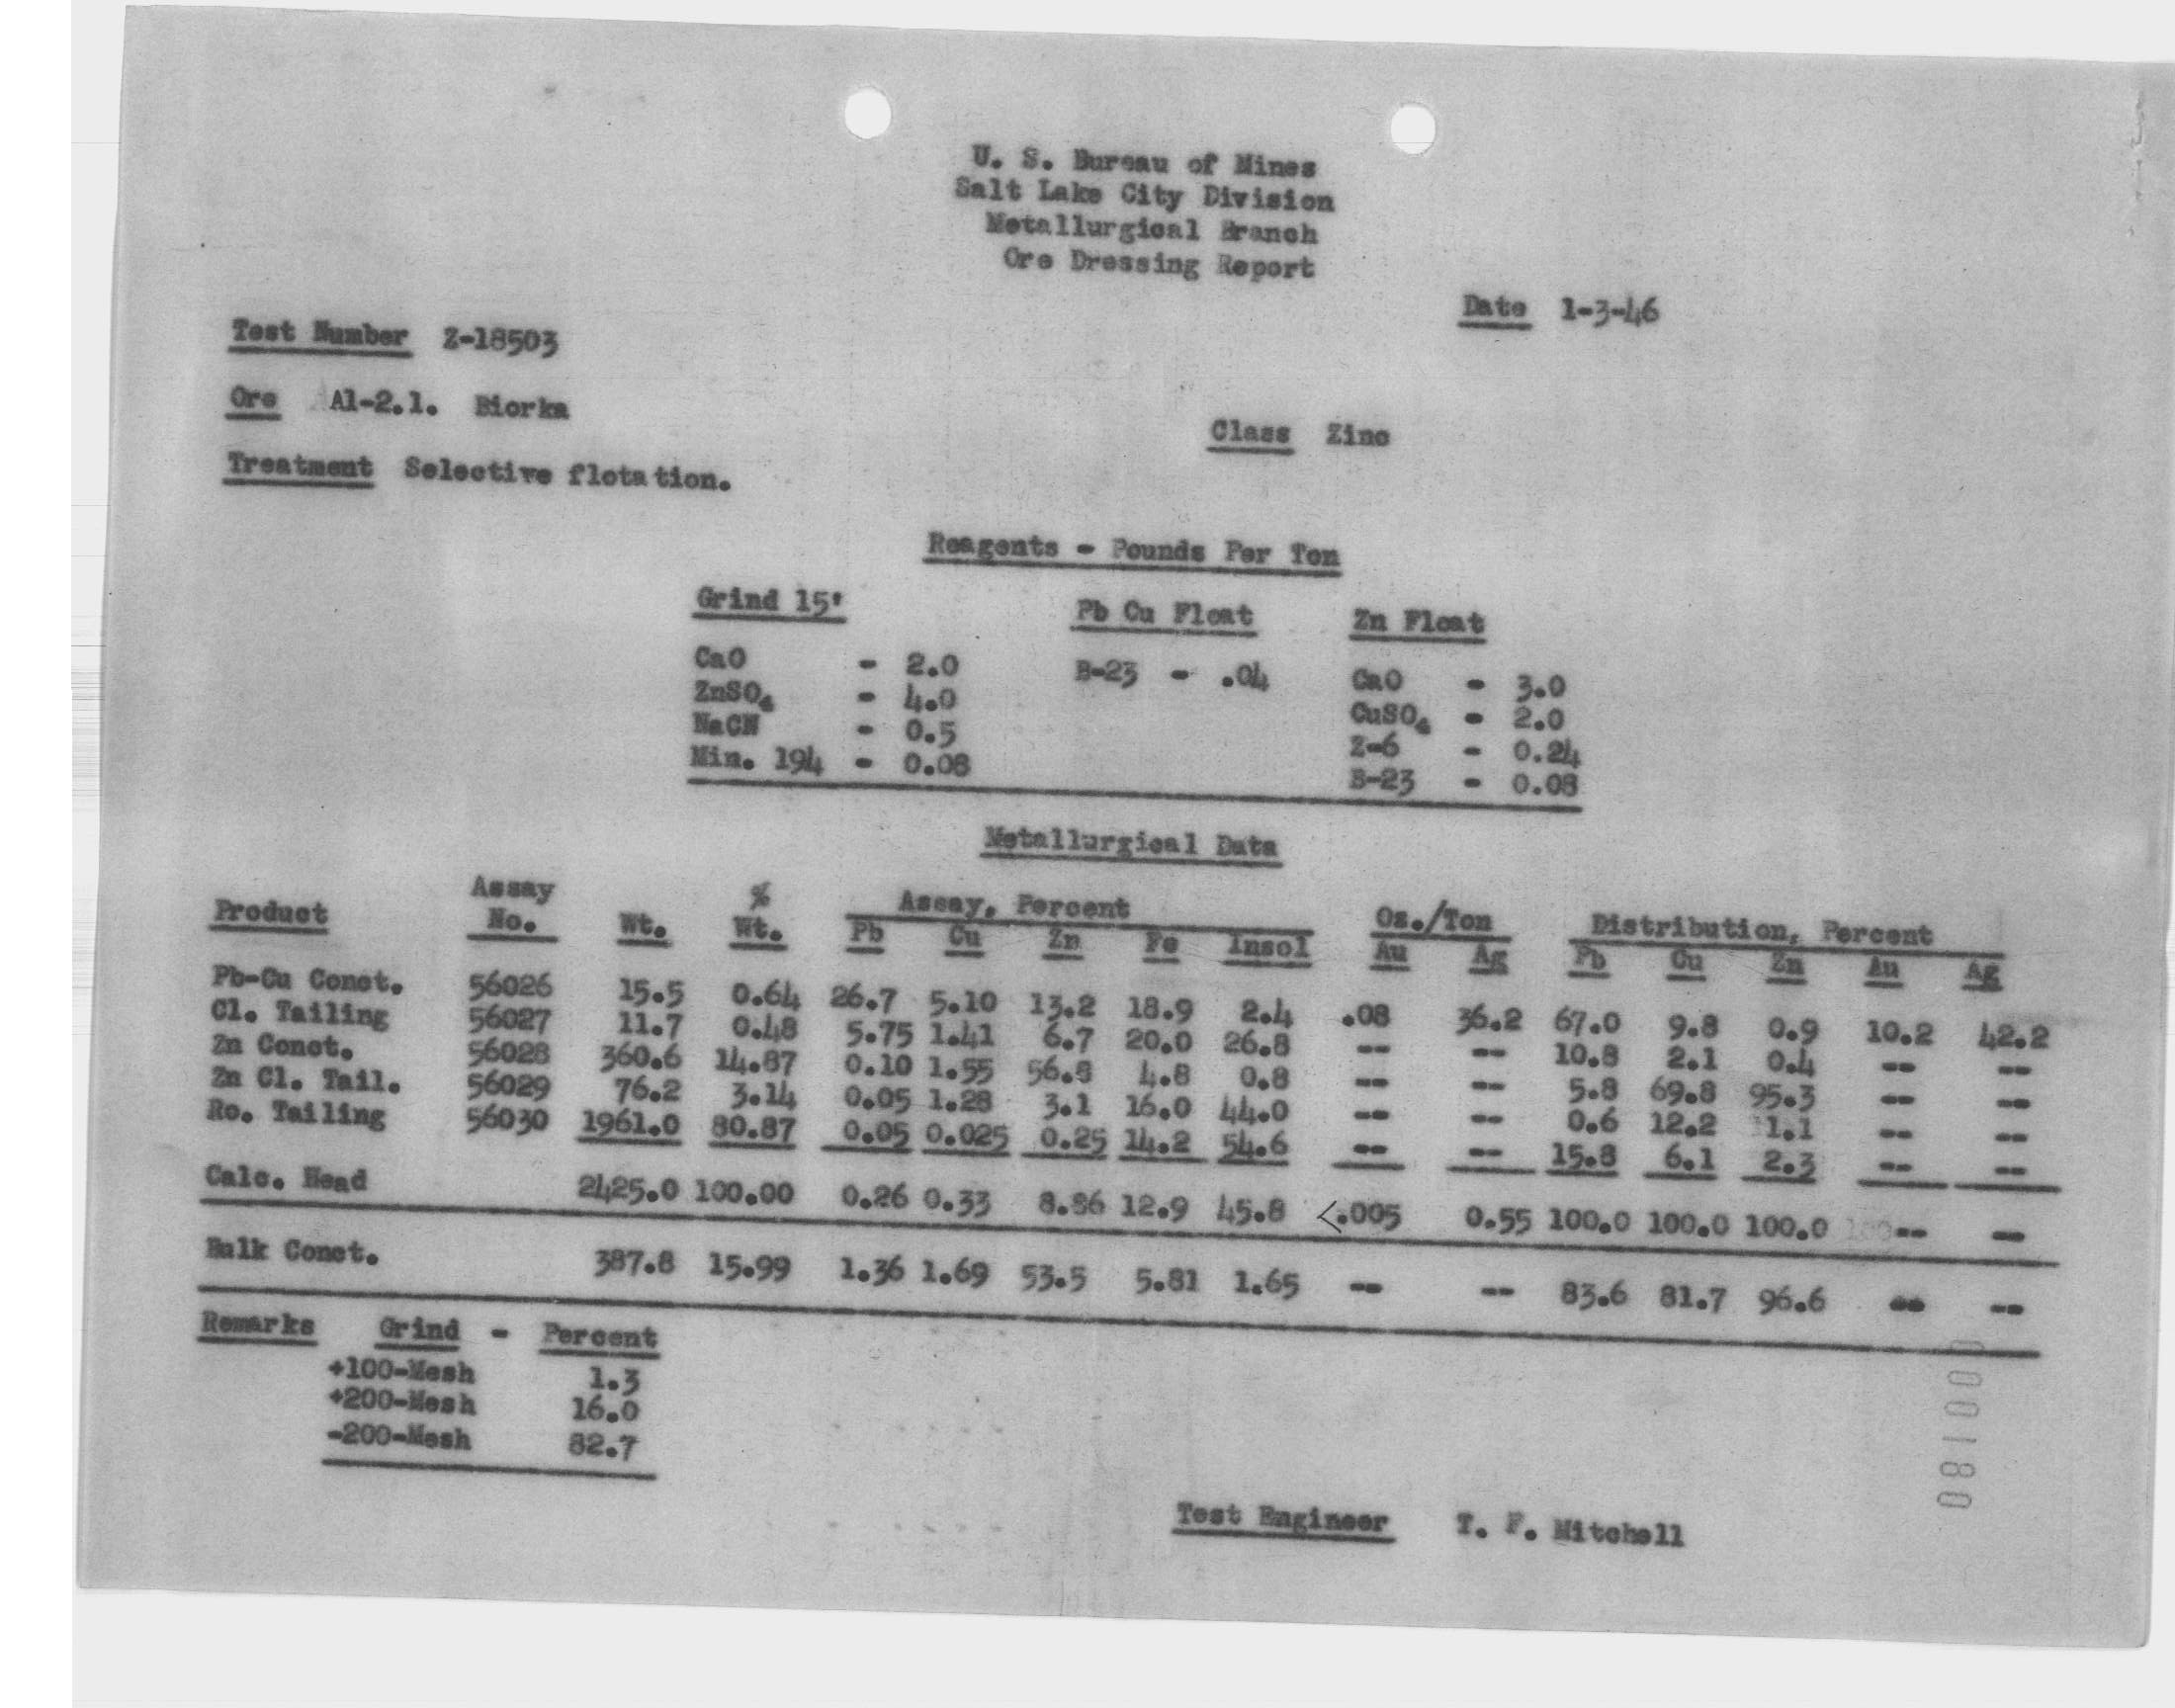 U. S. Bureau of Mines
Salt Lake City Division
Metallurgical Branch
Ore Dressing Report
Date 1-3-46
Test Number Z-18503
Ore Al-2.1. Biorka
Class Zinc
Treatment Selective flotation.
Reagents - Pounds Per Ton
Grind 15' Pb Cu Float Zn Float
CaO - 2.0 B-23 - .04 CaO - 3.0
ZnSO4 - 4.0 CuSO4 - 2.0
NaCN - 0.5 Z-6 - 0.24
Min. 194 - 0.08 B-23 - 0.08
Metallurgical Data
Assay % Assay, Percent Oz./Ton Distribution, Percent
Product No. Wt. Wt. Pb Cu Zn Fe Insol Au Ag Pb Cu Zn Au Ag
Pb-Cu Conct. 56026 15.5 0.64 26.7 5.10 13.2 18.9 2.4 .08 36.2 67.0 9.8 0.9 10.2 42.2
Cl. Tailing 56027 11.7 0.48 5.75 1.41 6.7 20.0 26.8 -- -- 10.8 2.1 0.4 -- --
Zn Conct. 56028 360.6 14.87 0.10 1.55 56.8 4.8 0.8 -- -- 5.8 69.8 95.3 -- --
Zn Cl. Tail. 56029 76.2 3.14 0.05 1.28 3.1 16.0 44.0 -- -- 0.6 12.2 1.1 -- --
Ro. Tailing 56030 1961.0 80.87 0.05 0.025 0.25 14.2 54.6 -- -- 15.8 6.1 2.3 -- --
Calc. Head 2425.0 100.00 0.26 0.33 8.86 12.9 45.8 <.005 0.55 100.0 100.0 100.0 -- --
Bulk Conct. 387.8 15.99 1.36 1.69 53.5 5.81 1.65 -- -- 83.6 81.7 96.6 -- --
Remarks Grind - Percent
+100-Mesh 1.3
+200-Mesh 16.0
-200-Mesh 82.7
Test Engineer T. F. Mitchell
000180